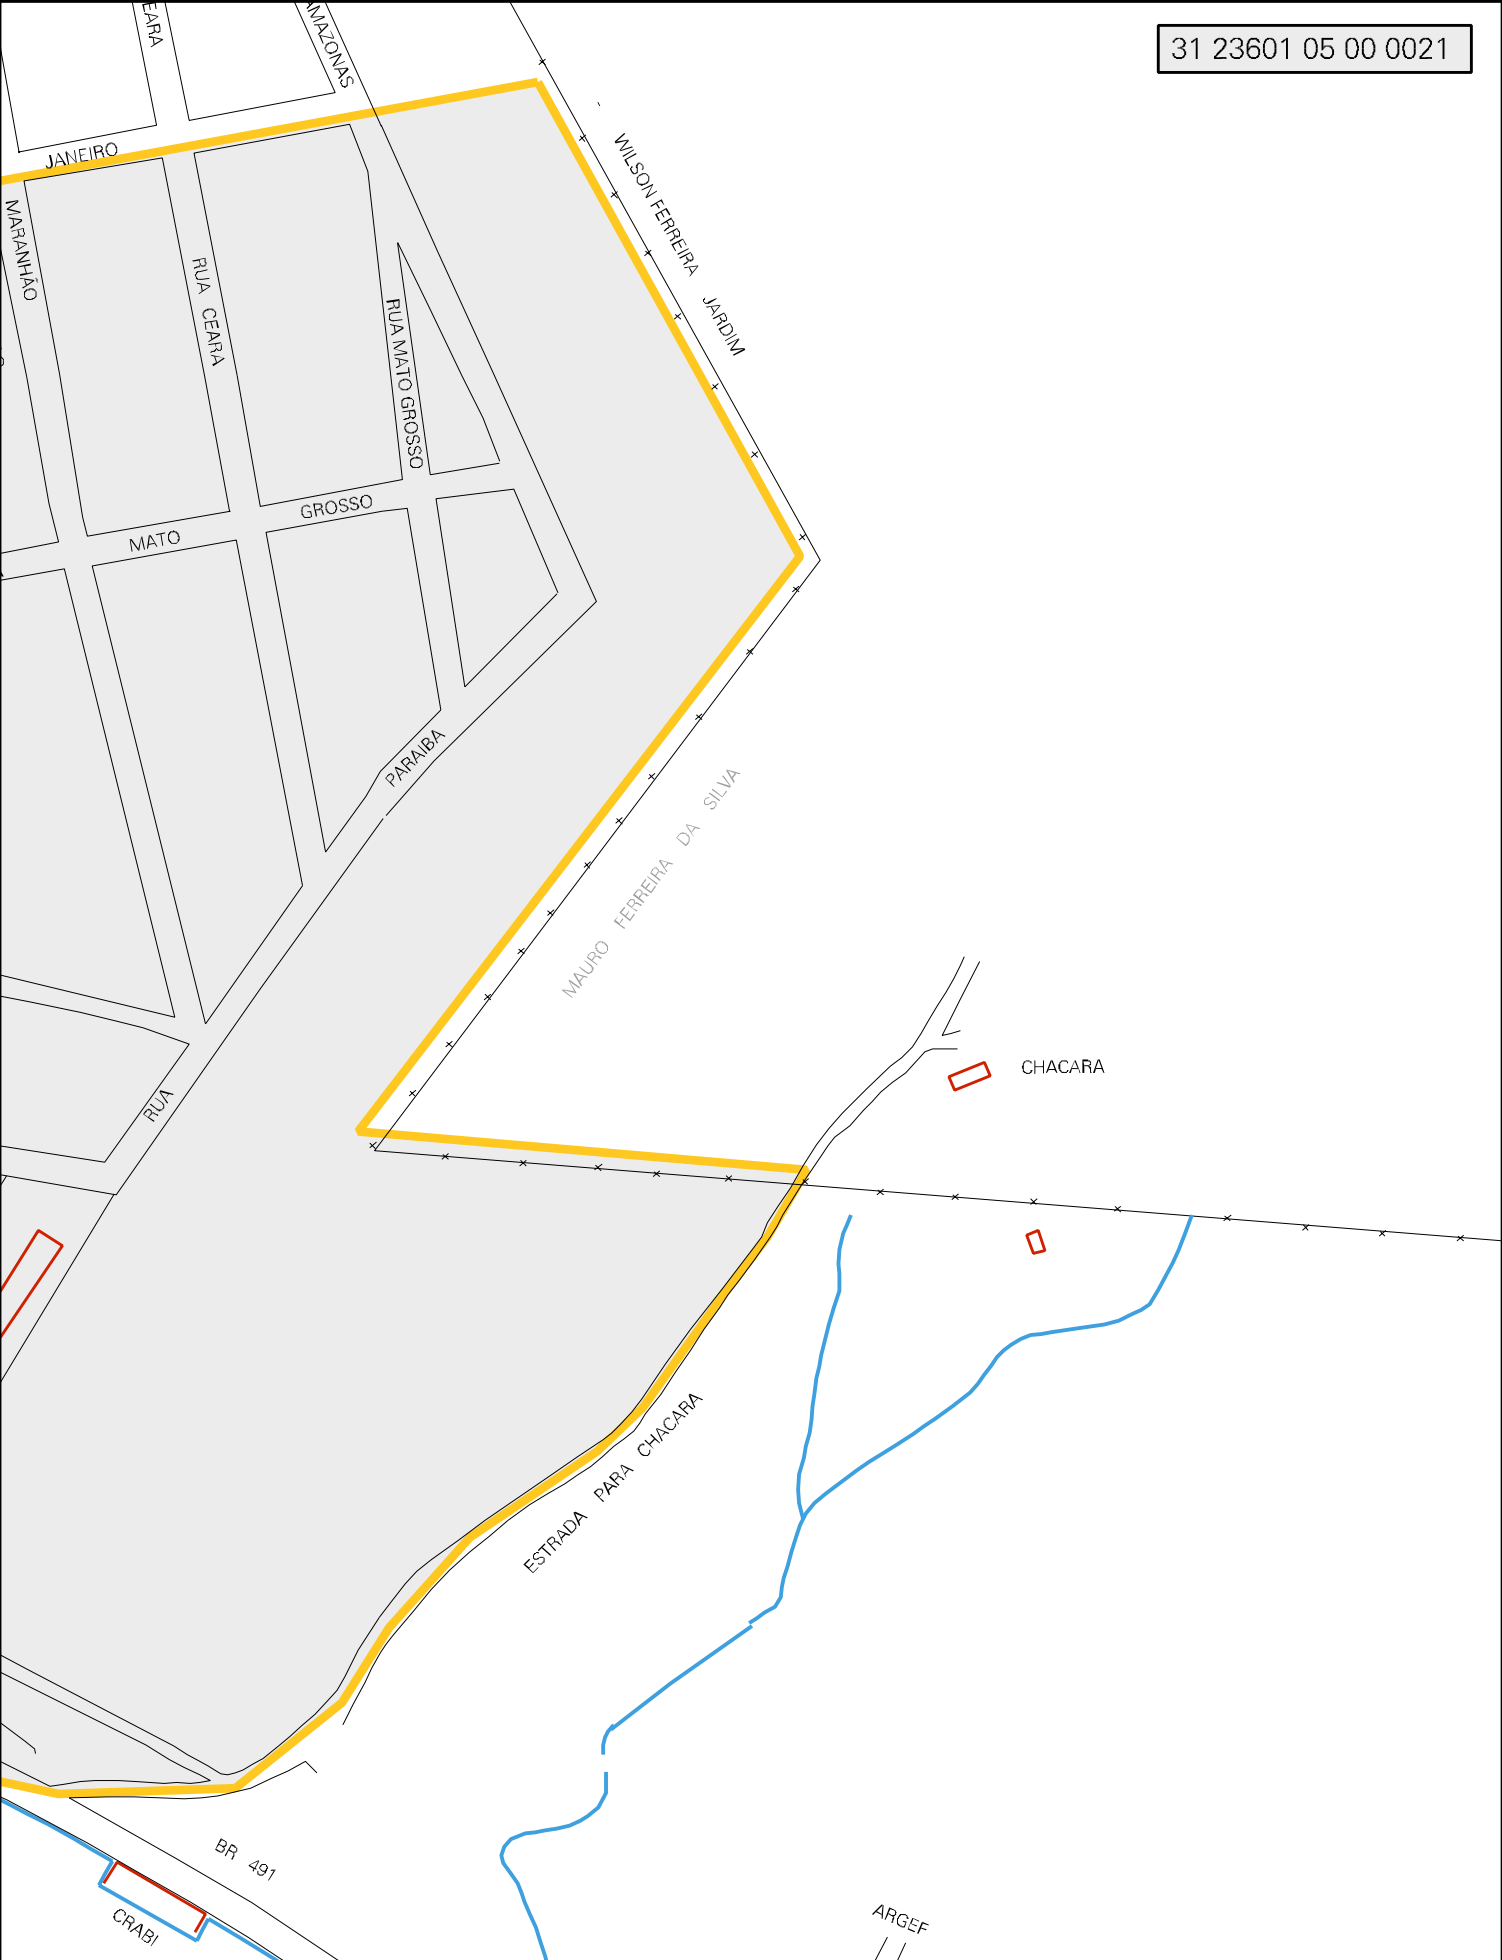 31 23601 05 00 0021
EARA
AMAZONAS
JANEIRO
WILSON FERREIRA JARDIM
MARANHÃO
RUA CEARA
RUA MATO GROSSO
MATO GROSSO
PARAIBA
MAURO FERREIRA DA SILVA
CHACARA
RUA
ESTRADA PARA CHACARA
BR 491
CRABI
ARGEF